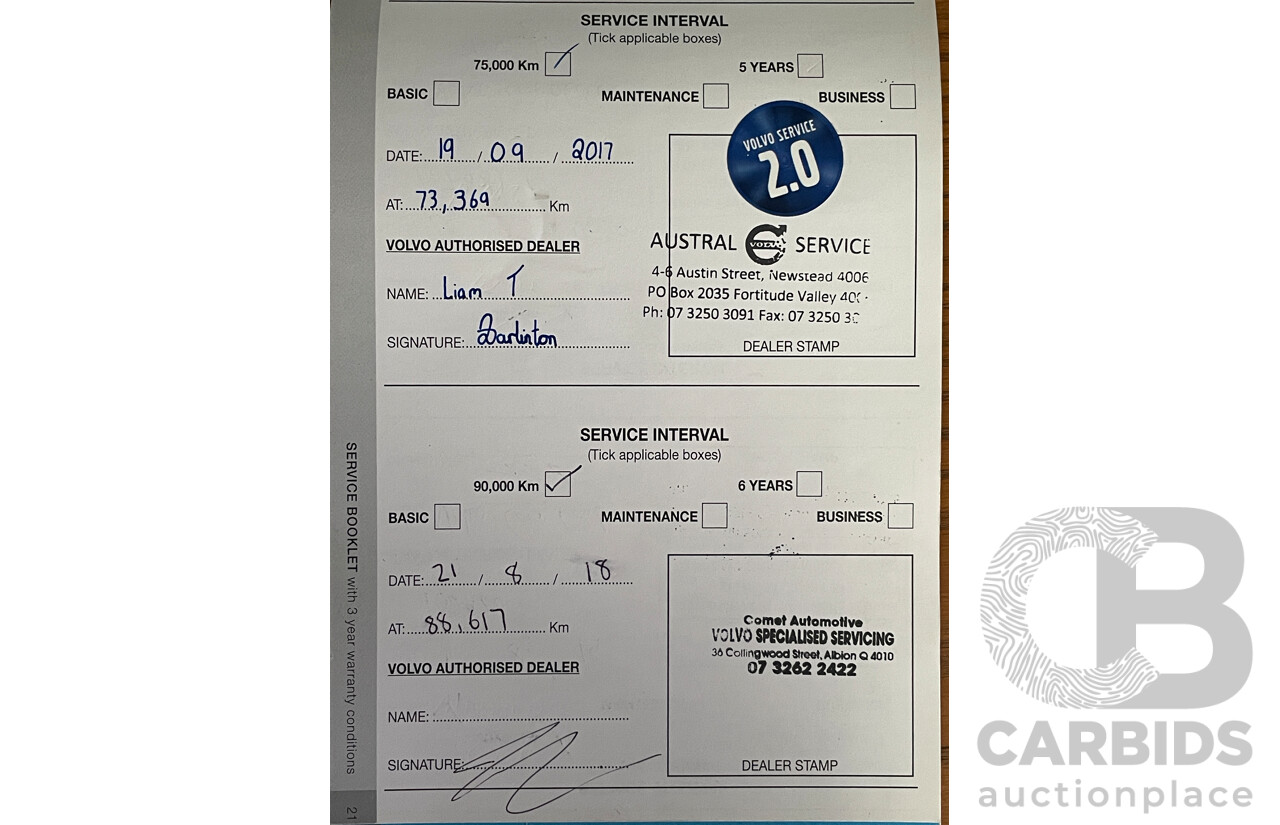 SERVICE INTERVAL
(Tick applicable boxes)
75,000 Km 5 YEARS
BASIC MAINTENANCE BUSINESS
DATE: 19 / 09 / 2017
AT: 73,369 Km
VOLVO AUTHORISED DEALER
NAME: Liam T
SIGNATURE: Darlinton
VOLVO SERVICE
2.0
AUSTRAL VOLVO SERVICE
4-6 Austin Street, Newstead 4006
PO Box 2035 Fortitude Valley
Ph: 07 3250 3091 Fax: 07 3250
DEALER STAMP
SERVICE INTERVAL
(Tick applicable boxes)
90,000 Km 6 YEARS
BASIC MAINTENANCE BUSINESS
DATE: 21 / 8 / 18
AT: 88,617 Km
VOLVO AUTHORISED DEALER
NAME:
SIGNATURE:
Comet Automotive
VOLVO SPECIALISED SERVICING
36 Collingwood Street, Albion Q 4010
07 3262 2422
DEALER STAMP
SERVICE BOOKLET with 3 year warranty conditions
21
CB
CARBIDS
auctionplace